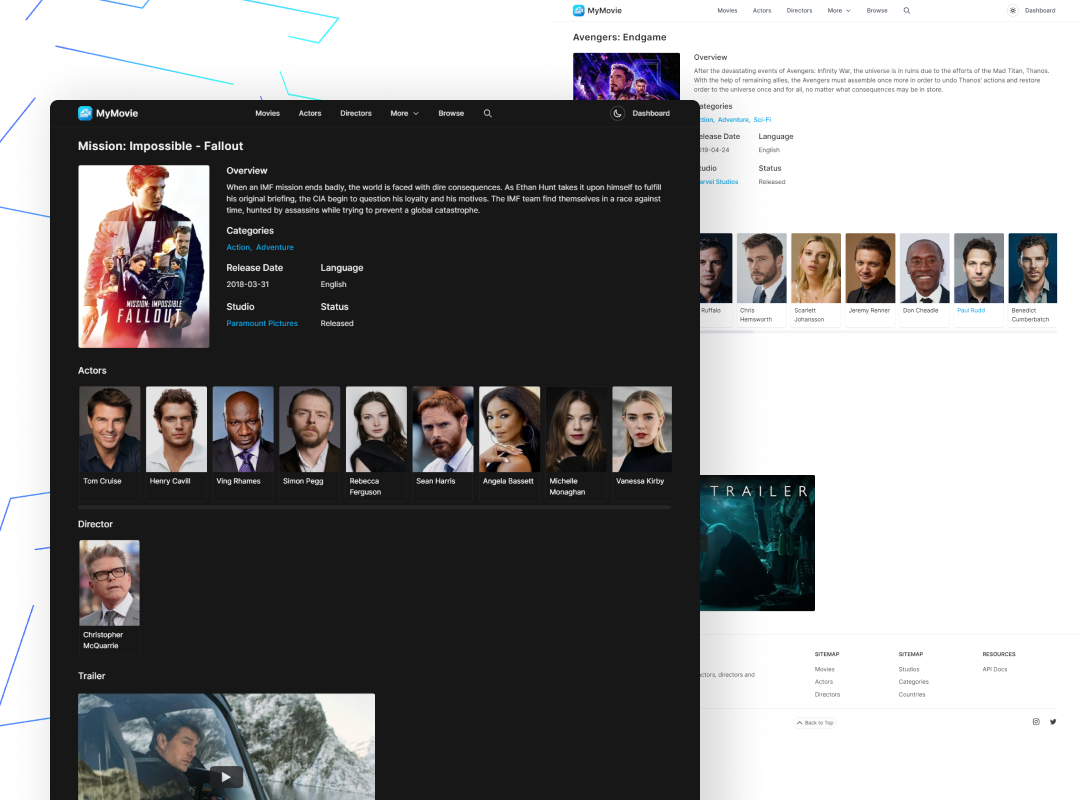 MyMovie
Movies Actors Directors More Browse
Dashboard
Avengers: Endgame
Overview
After the devastating events of Avengers: Infinity War, the universe is in ruins due to the efforts of the Mad Titan, Thanos.
With the help of remaining allies, the Avengers must assemble once more in order to undo Thanos' actions and restore
order to the universe once and for all, no matter what consequences may be in store.
ategories
ction, Adventure, Sci-Fi
elease Date Language
019-04-24 English
tudio Status
arvel Studios Released
Ruffalo
Chris
Hemsworth
Scarlett
Johansson
Jeremy Renner
Don Cheadle
Paul Rudd
Benedict
Cumberbatch
TRAILER
ctors, directors and
SITEMAP
Movies
Actors
Directors
SITEMAP
Studios
Categories
Countries
RESOURCES
API Docs
Back to Top
MyMovie
Movies Actors Directors More Browse
Dashboard
Mission: Impossible - Fallout
MISSION: IMPOSSIBLE
FALLOUT
Overview
When an IMF mission ends badly, the world is faced with dire consequences. As Ethan Hunt takes it upon himself to fulfill
his original briefing, the CIA begin to question his loyalty and his motives. The IMF team find themselves in a race against
time, hunted by assassins while trying to prevent a global catastrophe.
Categories
Action, Adventure
Release Date Language
2018-03-31 English
Studio Status
Paramount Pictures Released
Actors
Tom Cruise
Henry Cavill
Ving Rhames
Simon Pegg
Rebecca
Ferguson
Sean Harris
Angela Bassett
Michelle
Monaghan
Vanessa Kirby
Director
Christopher
McQuarrie
Trailer